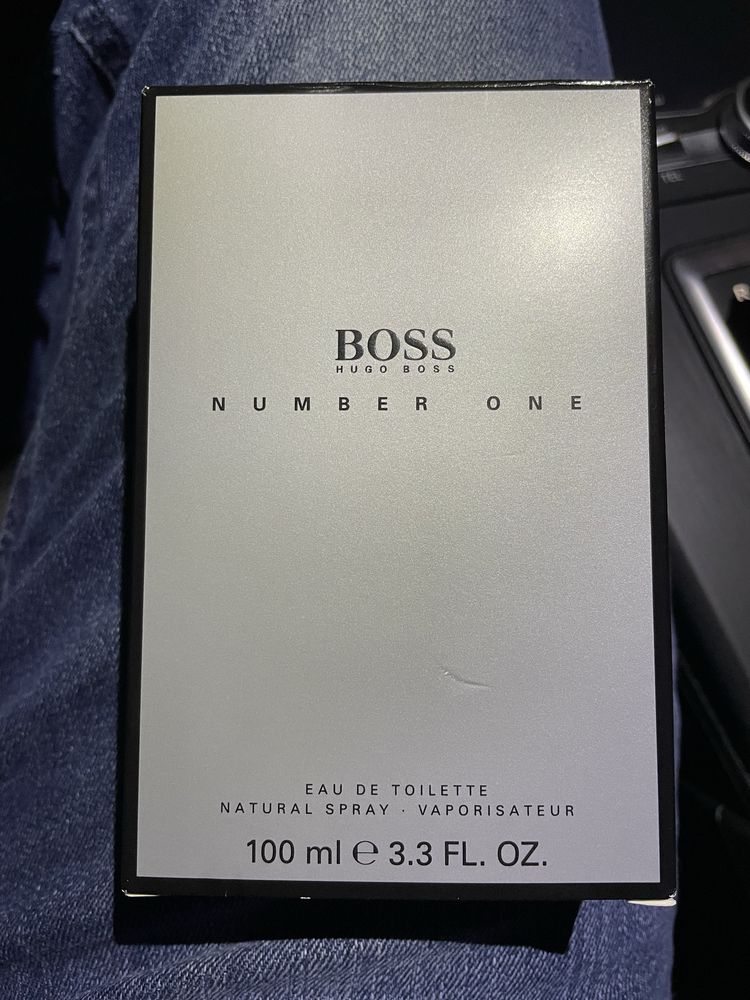 BOSS
HUGO BOSS
NUMBER ONE
EAU DE TOILETTE
NATURAL SPRAY · VAPORISATEUR
100 ml ℮ 3.3 FL. OZ.